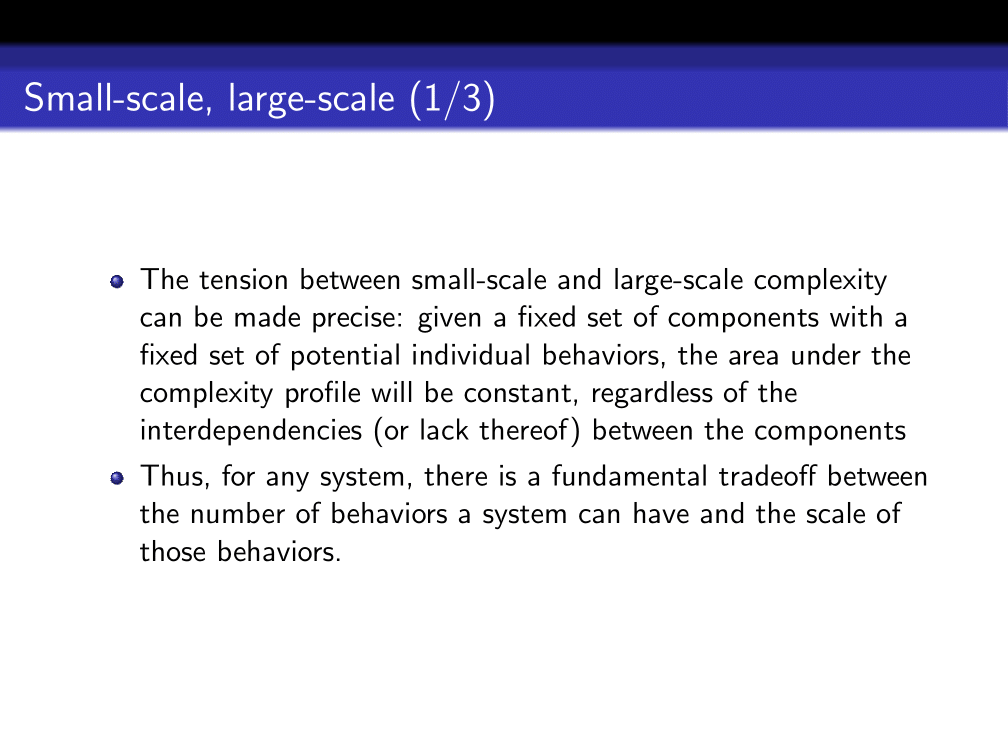 Small-scale, large-scale (1/3)
The tension between small-scale and large-scale complexity
can be made precise: given a fixed set of components with a
fixed set of potential individual behaviors, the area under the
complexity profile will be constant, regardless of the
interdependencies (or lack thereof) between the components
Thus, for any system, there is a fundamental tradeoff between
the number of behaviors a system can have and the scale of
those behaviors.